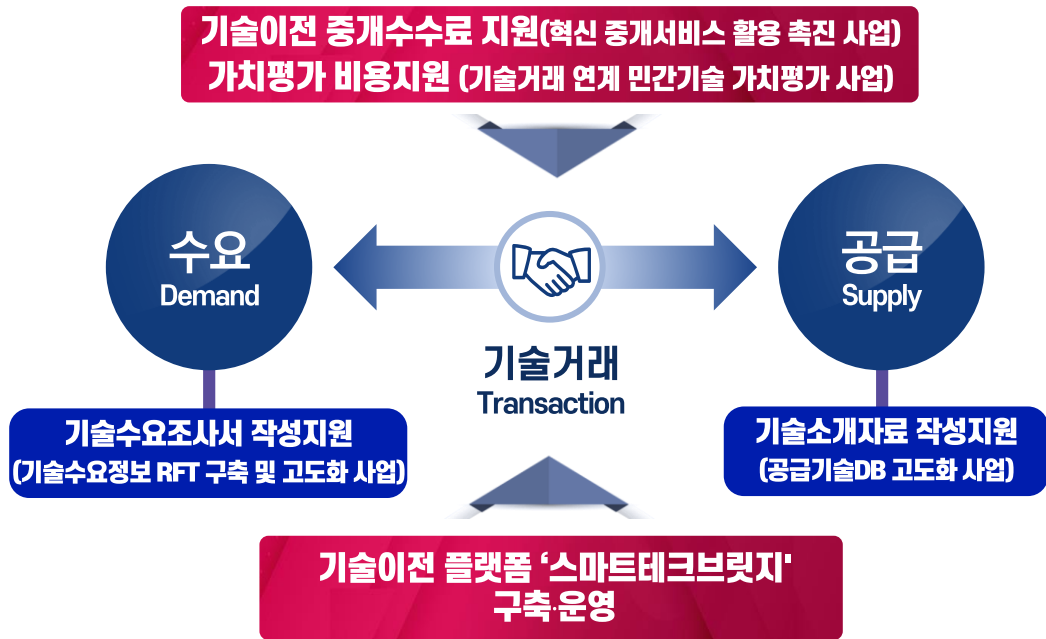 기술이전 중개수수료 지원(혁신 중개서비스 활용 촉진 사업)
가치평가 비용지원 (기술거래 연계 민간기술 가치평가 사업)
수요
Demand
공급
Supply
기술거래
Transaction
기술수요조사서 작성지원
(기술수요정보 RFT 구축 및 고도화 사업)
기술소개자료 작성지원
(공급기술DB 고도화 사업)
기술이전 플랫폼 ‘스마트테크브릿지'
구축·운영